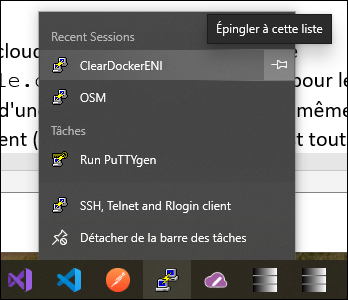 Épingler à cette liste
Recent Sessions
cloud
ClearDockerENI
le.
pour le
OSM
d'un
même
Tâches
ent (
t tout
Run PuTTYgen
SSH, Telnet and Rlogin client
Détacher de la barre des tâches